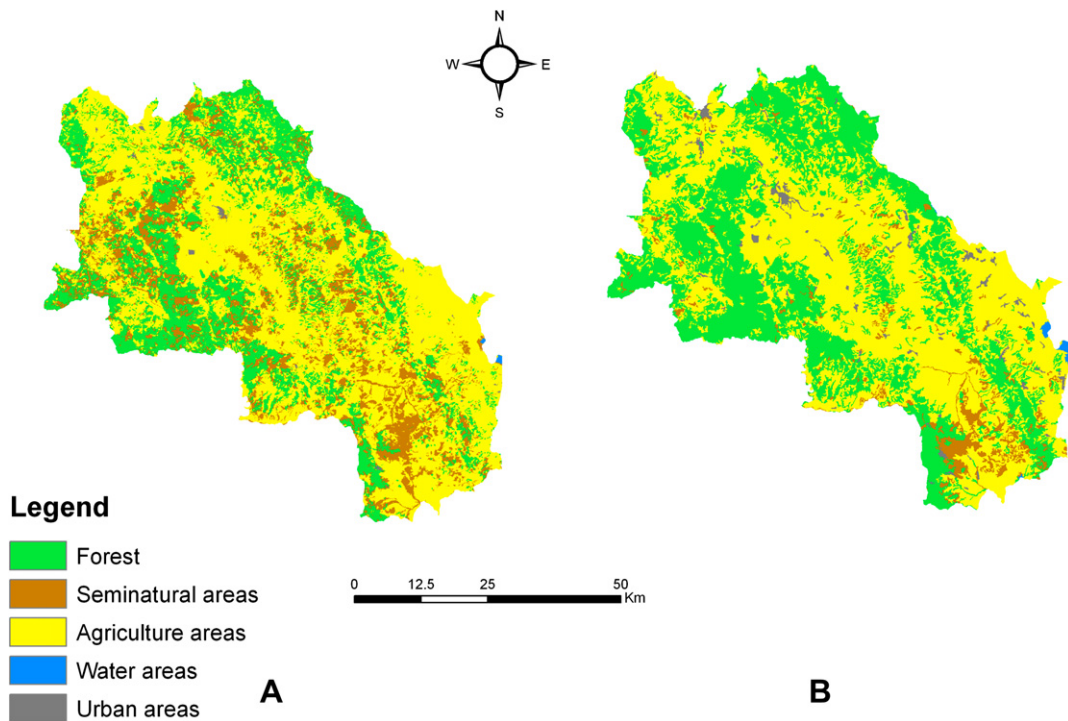 N
W E
S
Legend
Forest
Seminatural areas
Agriculture areas
Water areas
Urban areas
0 12.5 25 50
Km
A B